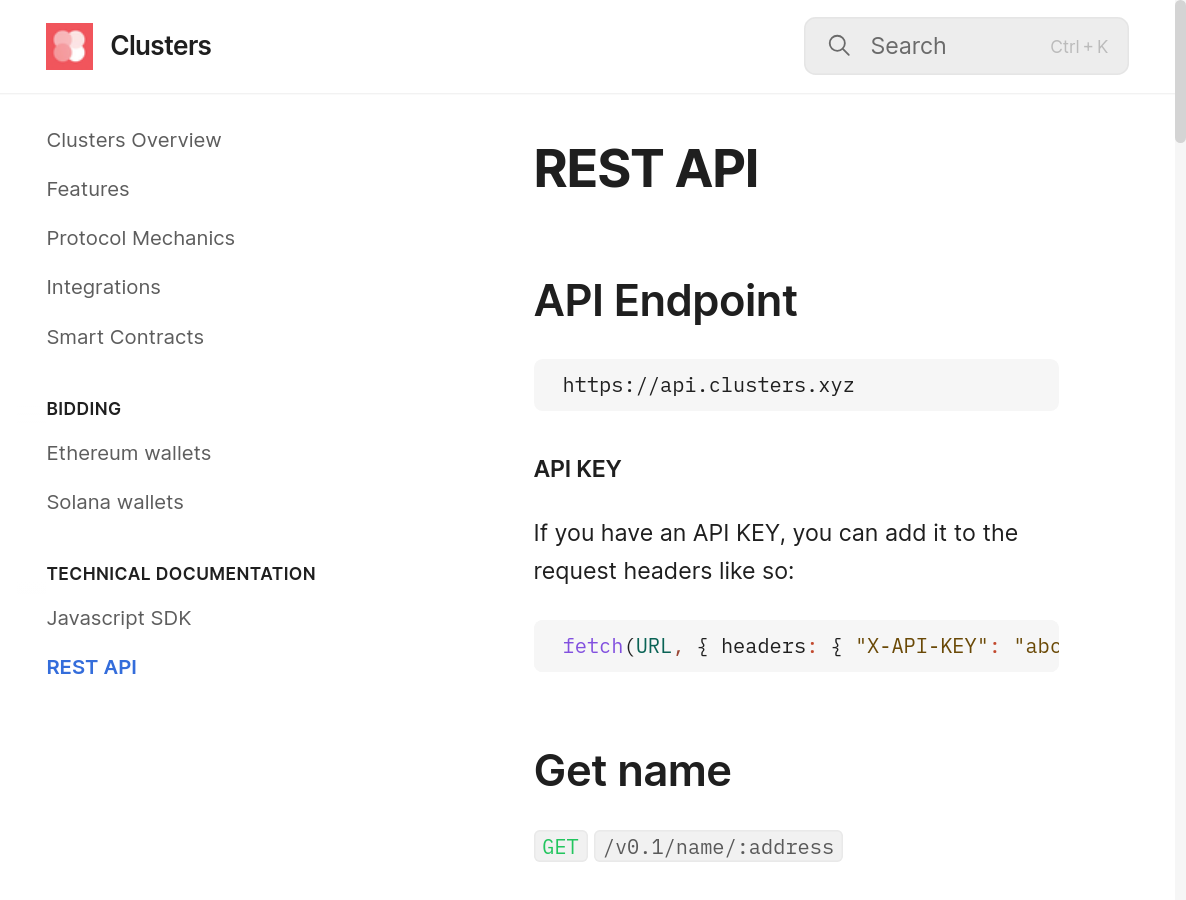 Clusters
Search
Ctrl + K
Clusters Overview
Features
Protocol Mechanics
Integrations
Smart Contracts
BIDDING
Ethereum wallets
Solana wallets
TECHNICAL DOCUMENTATION
Javascript SDK
REST API
REST API
API Endpoint
https://api.clusters.xyz
API KEY
If you have an API KEY, you can add it to the
request headers like so:
fetch(URL, { headers: { "X-API-KEY": "abc
Get name
GET /v0.1/name/:address